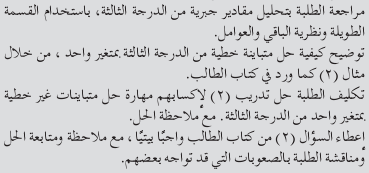 مراجعة الطلبة بتحليل مقادير جبرية من الدرجة الثالثة، باستخدام القسمة
الطويلة ونظرية الباقي والعوامل.
توضيح كيفية حل متباينة خطية من الدرجة الثالثة بمتغير واحد ، من خلال
مثال (٢) كما ورد في كتاب الطالب.
تكليف الطلبة حل تدريب (٢) لإكسابهم مهارة حل متباينات غير خطية
بمتغير واحد من الدرجة الثالثة. مع ملاحظة الحل.
اعطاء السؤال (٢) من كتاب الطالب واجبًا بيتيًا ، مع ملاحظة ومتابعة الحل
ومناقشة الطلبة بالصعوبات التي قد تواجه بعضهم.